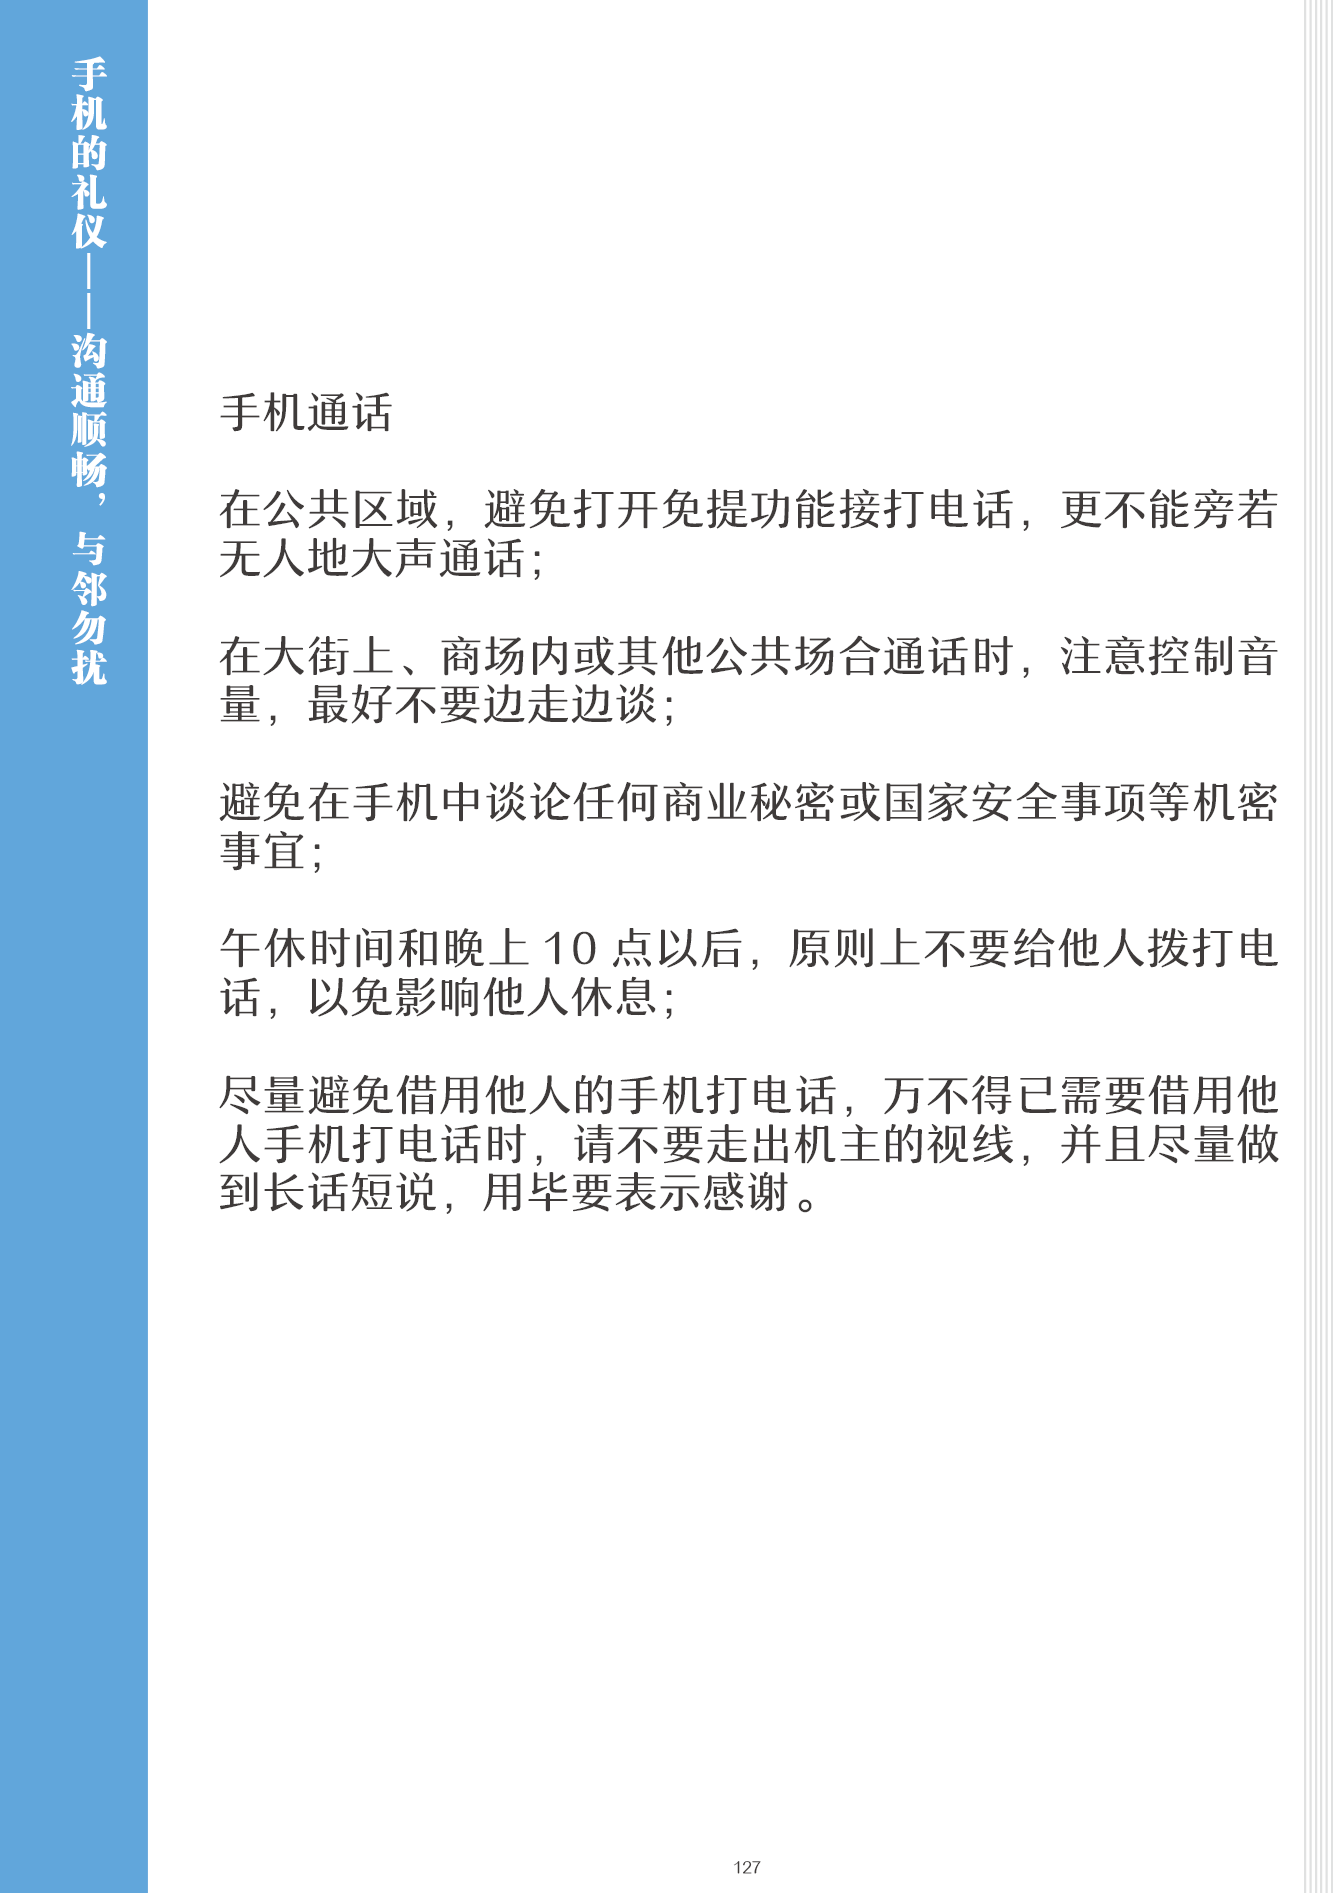 手机的礼仪——沟通顺畅，与邻勿扰
手机通话
在公共区域，避免打开免提功能接打电话，更不能旁若
无人地大声通话；
在大街上、商场内或其他公共场合通话时，注意控制音
量，最好不要边走边谈；
避免在手机中谈论任何商业秘密或国家安全事项等机密
事宜；
午休时间和晚上 10 点以后，原则上不要给他人拨打电
话，以免影响他人休息；
尽量避免借用他人的手机打电话，万不得已需要借用他
人手机打电话时，请不要走出机主的视线，并且尽量做
到长话短说，用毕要表示感谢。
127